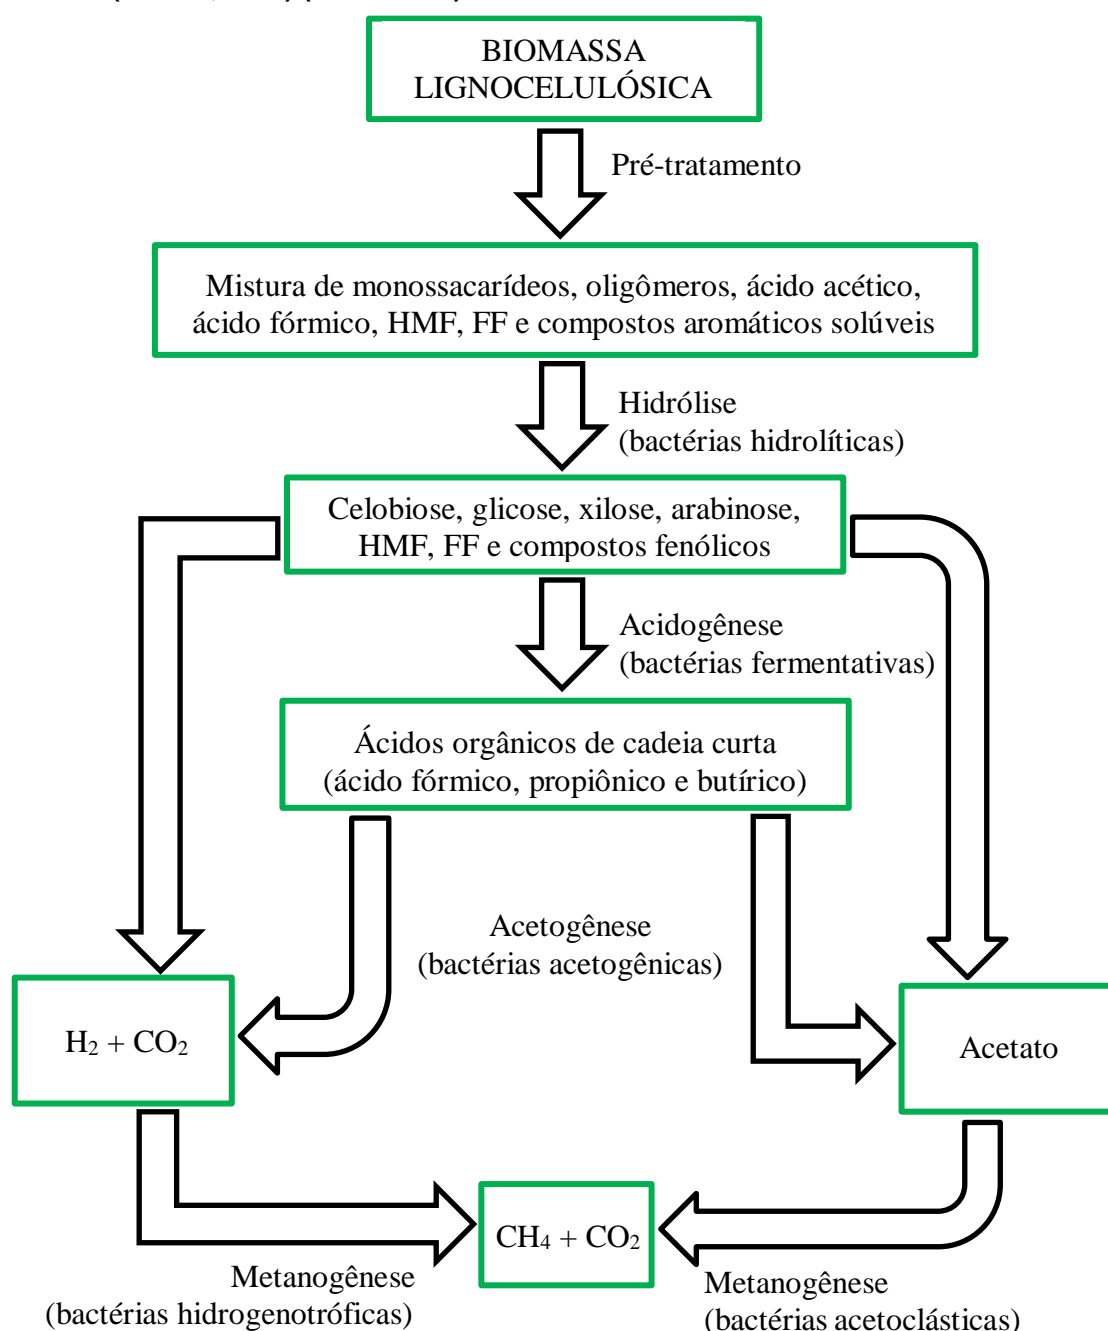 BIOMASSA
LIGNOCELULÓSICA
Pré-tratamento
Mistura de monossacarídeos, oligômeros, ácido acético,
ácido fórmico, HMF, FF e compostos aromáticos solúveis
Hidrólise
(bactérias hidrolíticas)
Celobiose, glicose, xilose, arabinose,
HMF, FF e compostos fenólicos
Acidogênese
(bactérias fermentativas)
Ácidos orgânicos de cadeia curta
(ácido fórmico, propiônico e butírico)
Acetogênese
(bactérias acetogênicas)
H₂ + CO₂
Acetato
CH₄ + CO₂
Metanogênese
(bactérias hidrogenotróficas)
Metanogênese
(bactérias acetoclásticas)